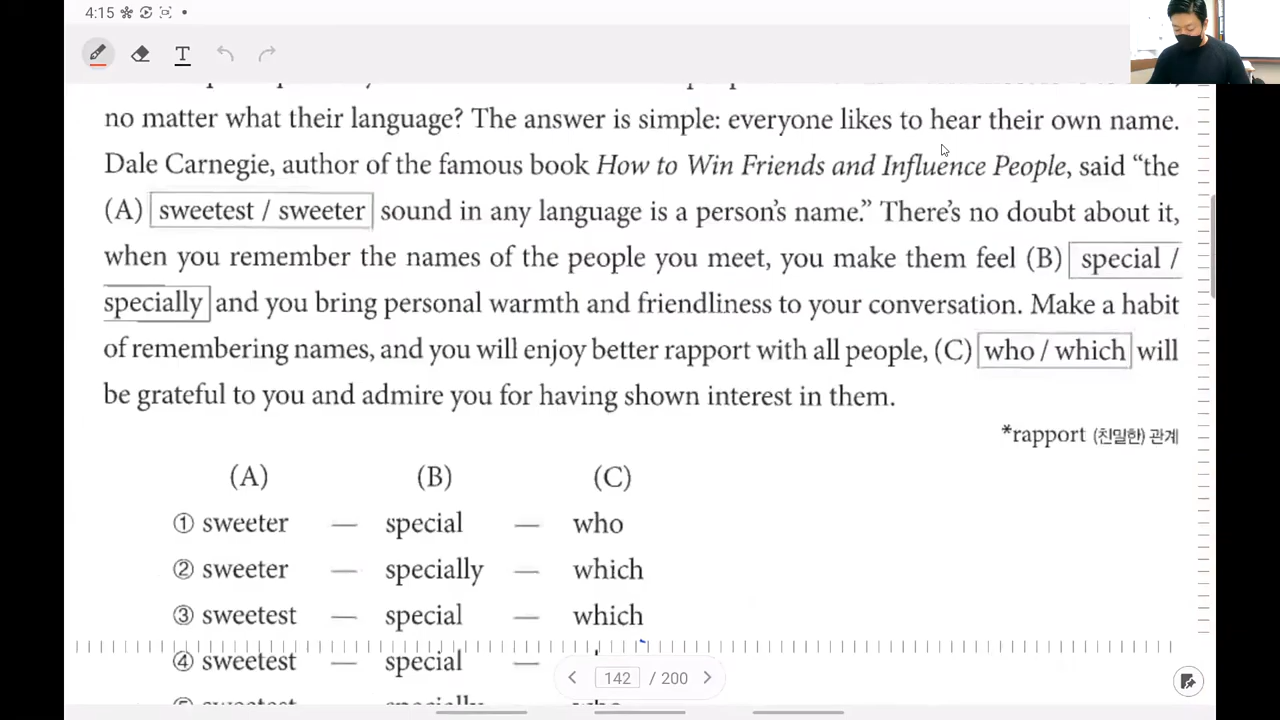 4:15
T
no matter what their language? The answer is simple: everyone likes to hear their own name.
Dale Carnegie, author of the famous book How to Win Friends and Influence People, said “the
(A) sweetest / sweeter sound in any language is a person’s name.” There’s no doubt about it,
when you remember the names of the people you meet, you make them feel (B) special /
specially and you bring personal warmth and friendliness to your conversation. Make a habit
of remembering names, and you will enjoy better rapport with all people, (C) who / which will
be grateful to you and admire you for having shown interest in them.
*rapport (친밀한) 관계
(A) (B) (C)
① sweeter — special — who
② sweeter — specially — which
③ sweetest — special — which
④ sweetest — special —
142 / 200